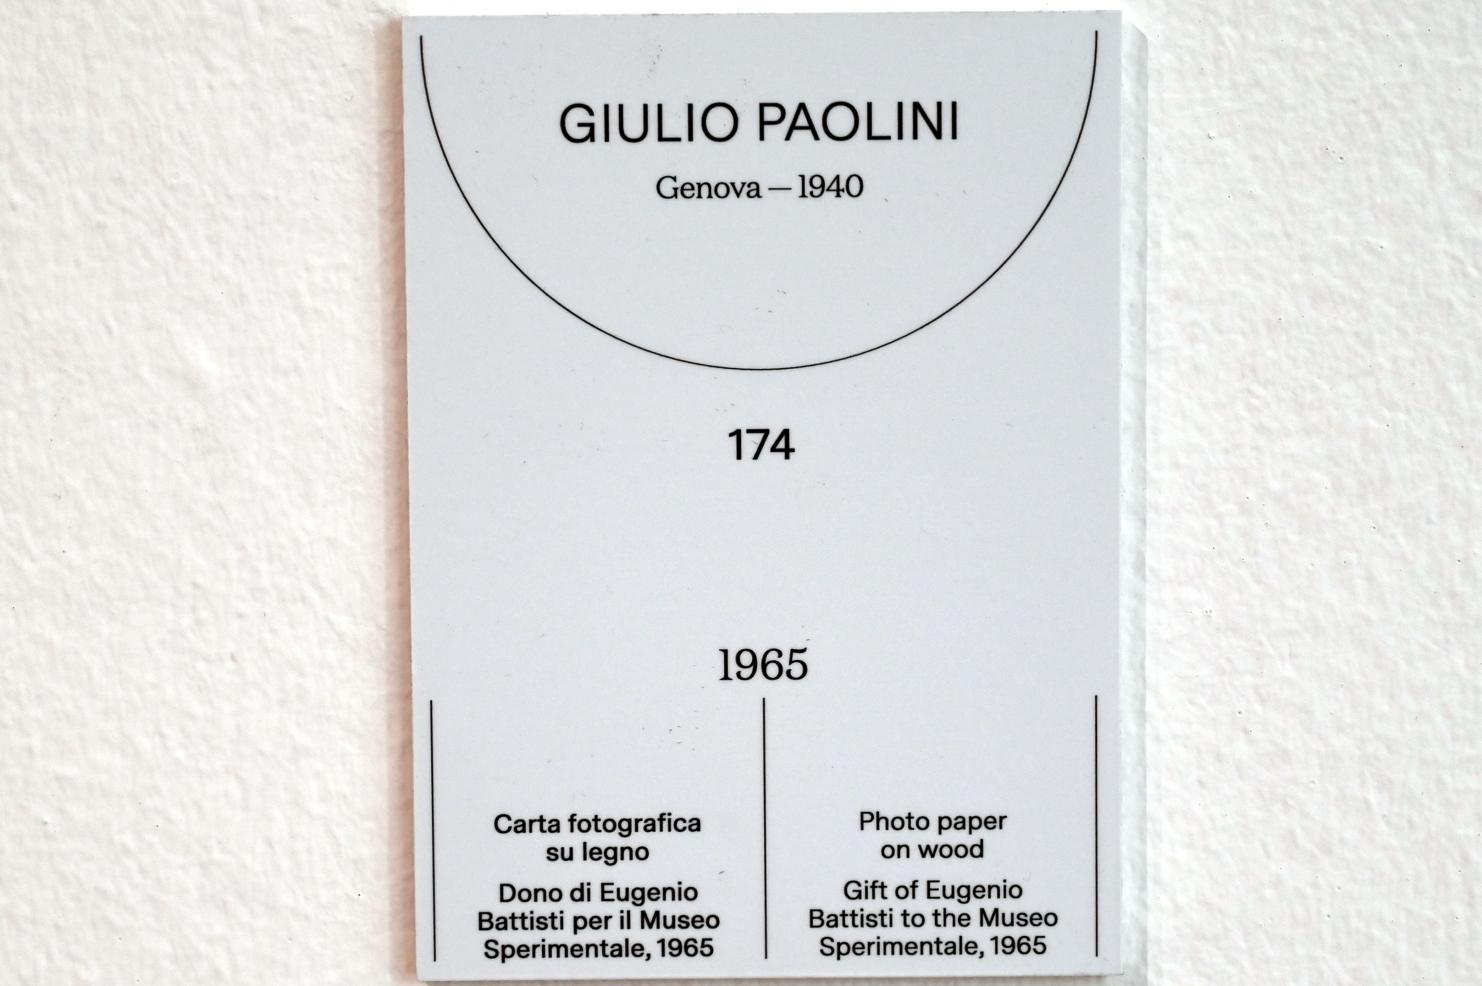 GIULIO PAOLINI
Genova — 1940
174
1965
Carta fotografica
su legno
Dono di Eugenio
Battisti per il Museo
Sperimentale, 1965
Photo paper
on wood
Gift of Eugenio
Battisti to the Museo
Sperimentale, 1965